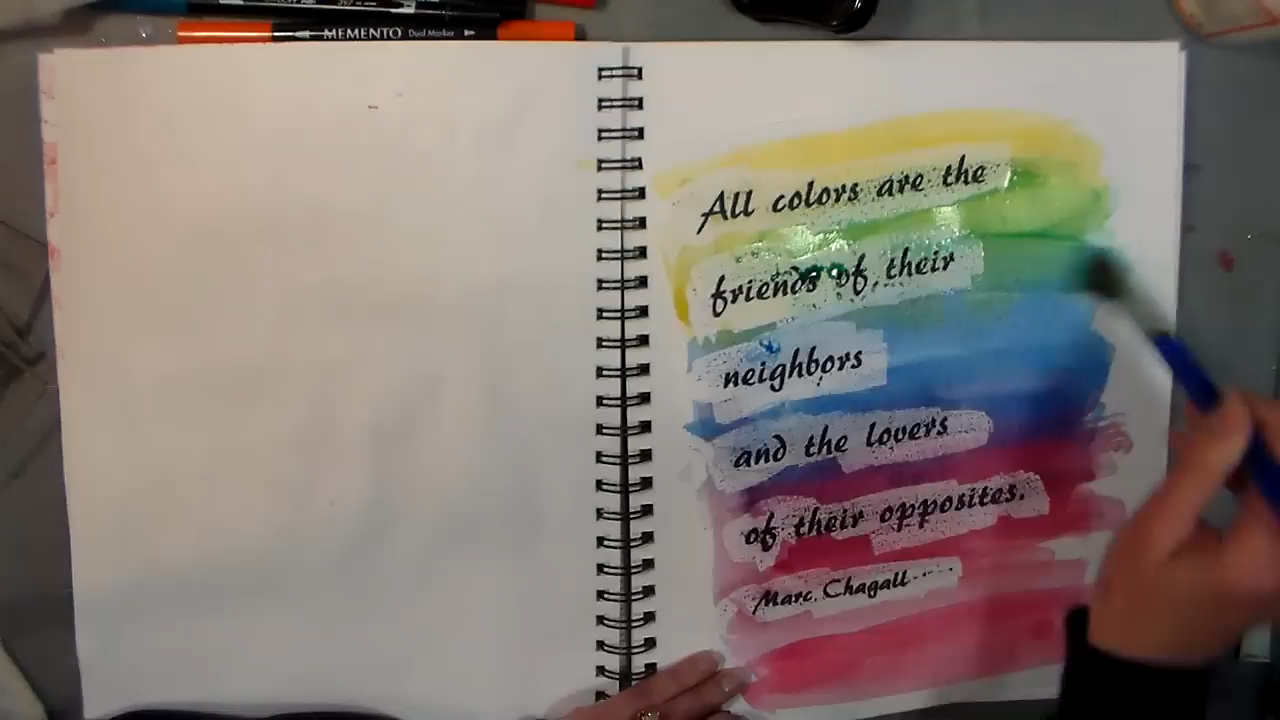 MEMENTO Dual Marker
All colors are the
friends of their
neighbors
and the lovers
of their opposites.
Marc Chagall